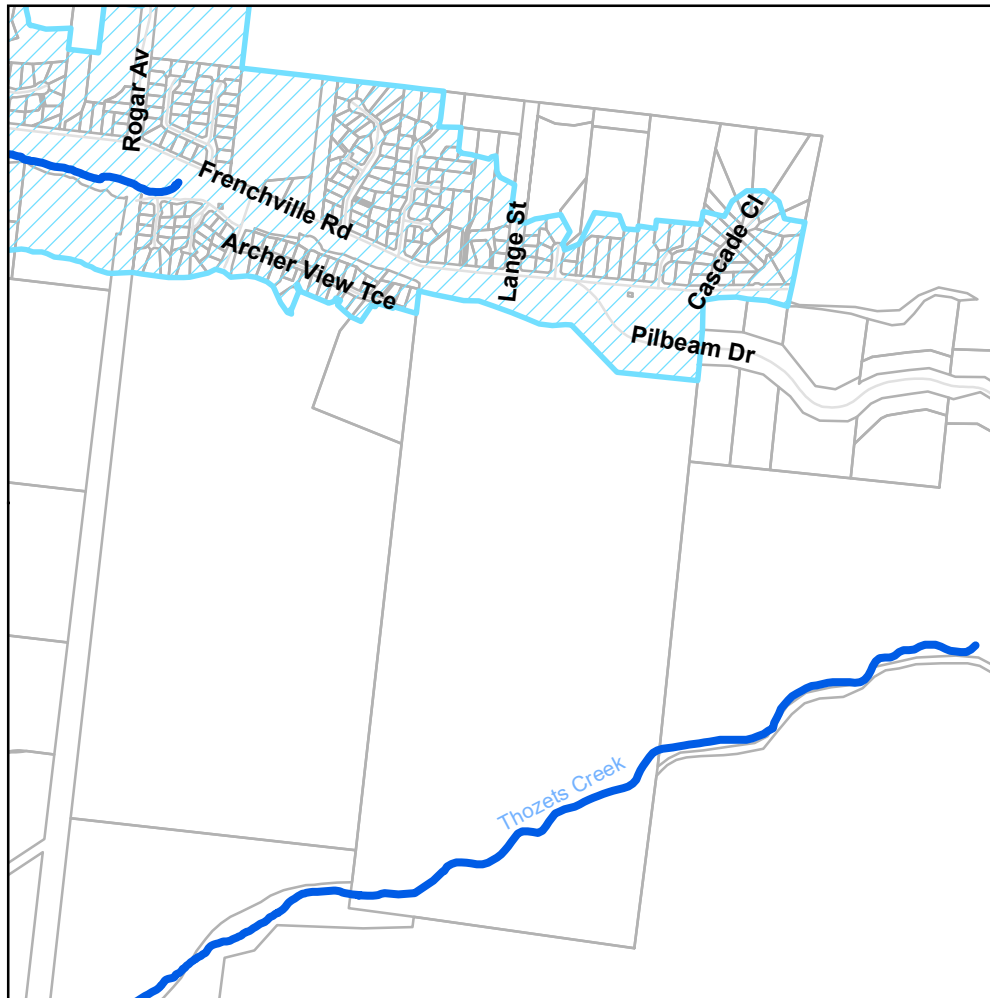 Rogar Av
Frenchville Rd
Archer View Tce
Lange St
Cascade Cl
Pilbeam Dr
Thozets Creek